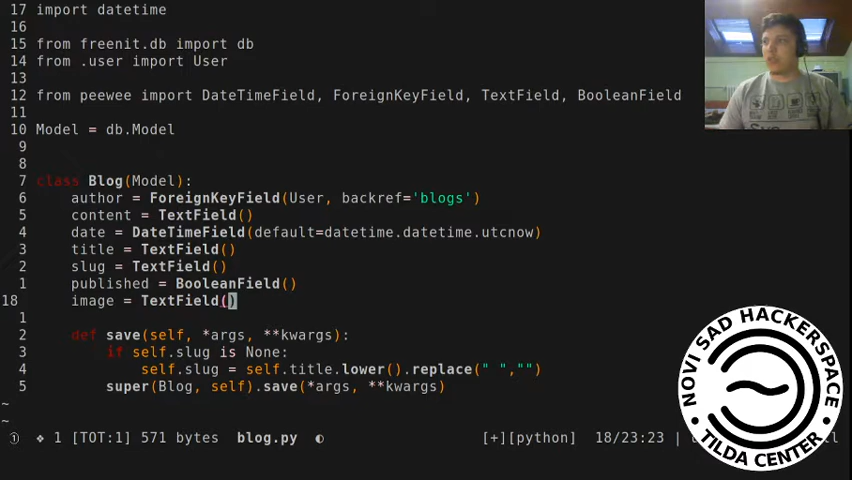 17 import datetime
16
15 from freenit.db import db
14 from .user import User
13
12 from peewee import DateTimeField, ForeignKeyField, TextField, BooleanField
11
10 Model = db.Model
9
8
7 class Blog(Model):
6 author = ForeignKeyField(User, backref='blogs')
5 content = TextField()
4 date = DateTimeField(default=datetime.datetime.utcnow)
3 title = TextField()
2 slug = TextField()
1 published = BooleanField()
18 image = TextField()
1
2 def save(self, *args, **kwargs):
3 if self.slug is None:
4 self.slug = self.title.lower().replace(" ","")
5 super(Blog, self).save(*args, **kwargs)
~
~
① ❖ 1 [TOT:1] 571 bytes blog.py ◐ [+][python] 18/23:23 |
NOVI SAD HACKERSPACE
TILDA CENTER